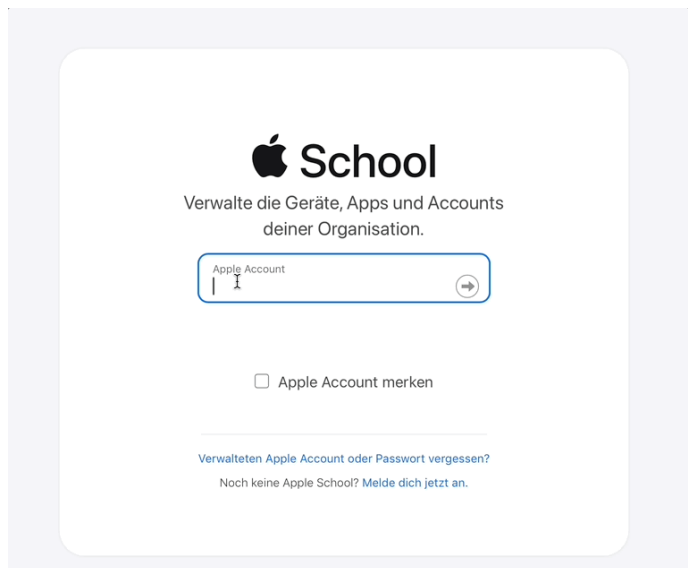 School
Verwalte die Geräte, Apps und Accounts
deiner Organisation.
Apple Account
Apple Account merken
Verwalteten Apple Account oder Passwort vergessen?
Noch keine Apple School? Melde dich jetzt an.